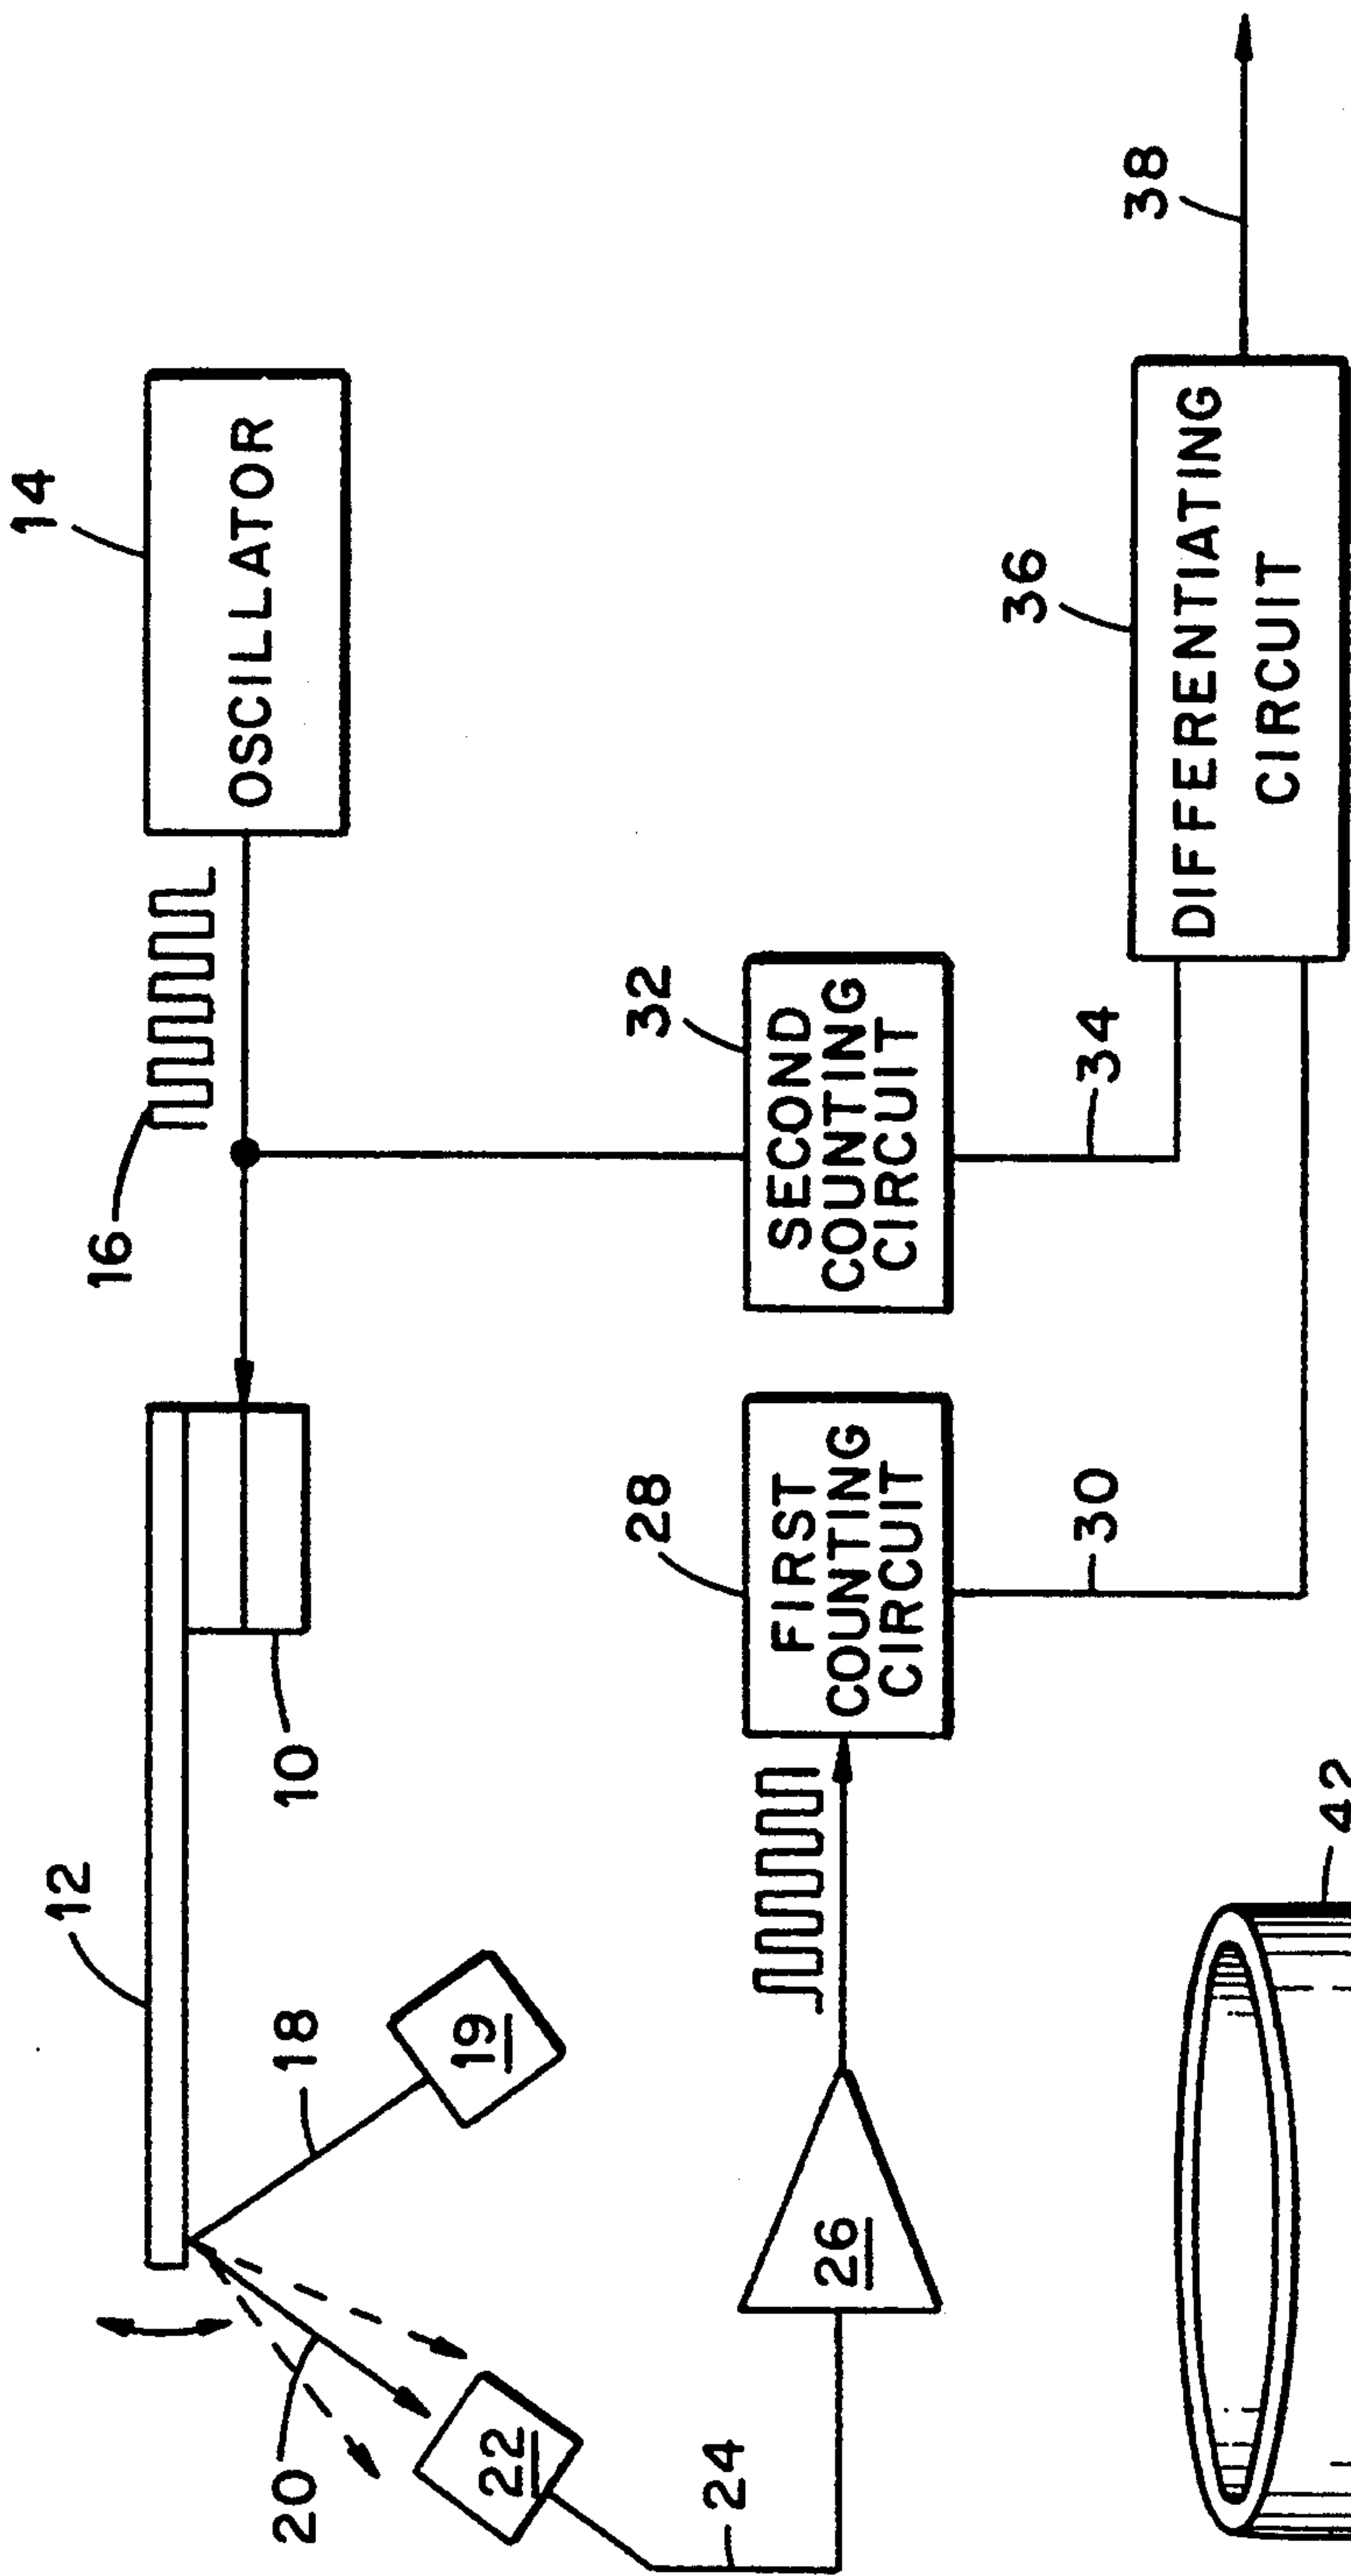 14
OSCILLATOR
16
12
10
18
19
20
22
24
26
28
FIRST
COUNTING
CIRCUIT
30
32
SECOND
COUNTING
CIRCUIT
34
36
DIFFERENTIATING
CIRCUIT
38
42